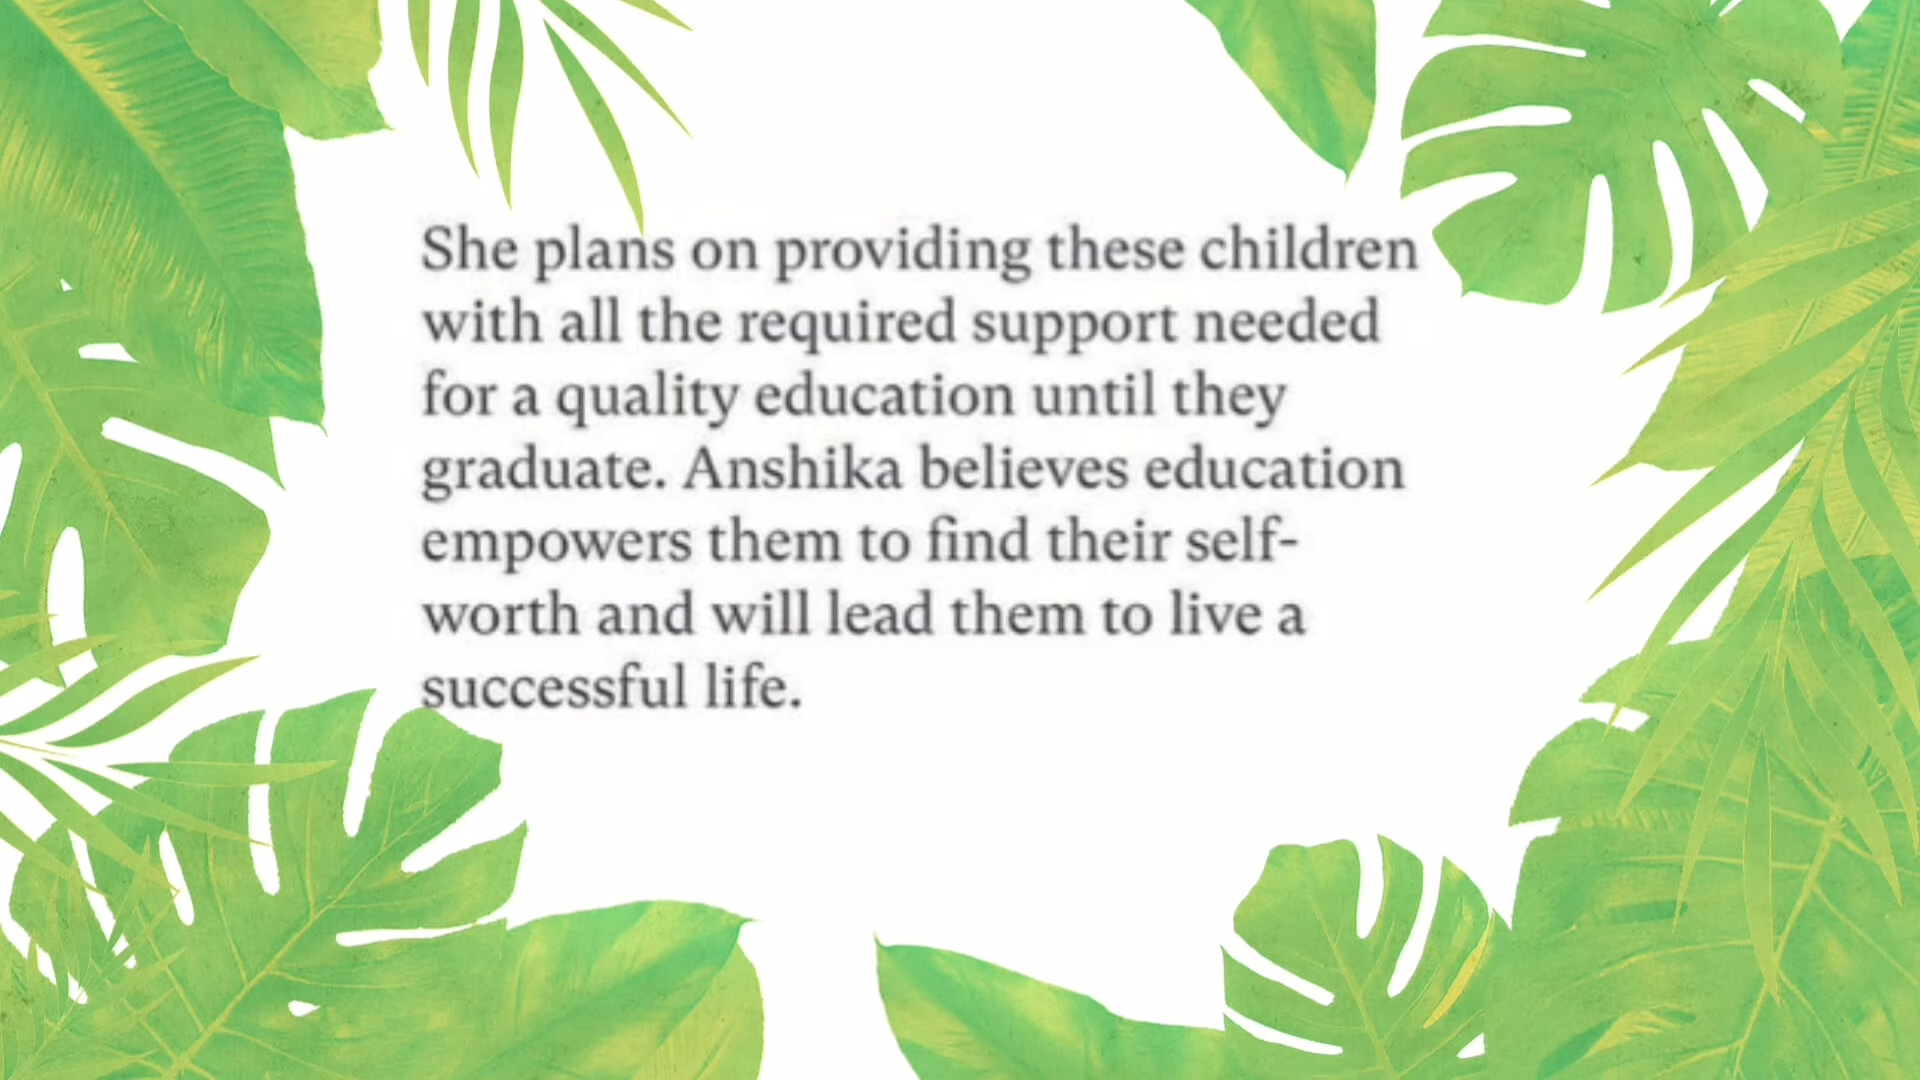 She plans on providing these children
with all the required support needed
for a quality education until they
graduate. Anshika believes education
empowers them to find their self-
worth and will lead them to live a
successful life.